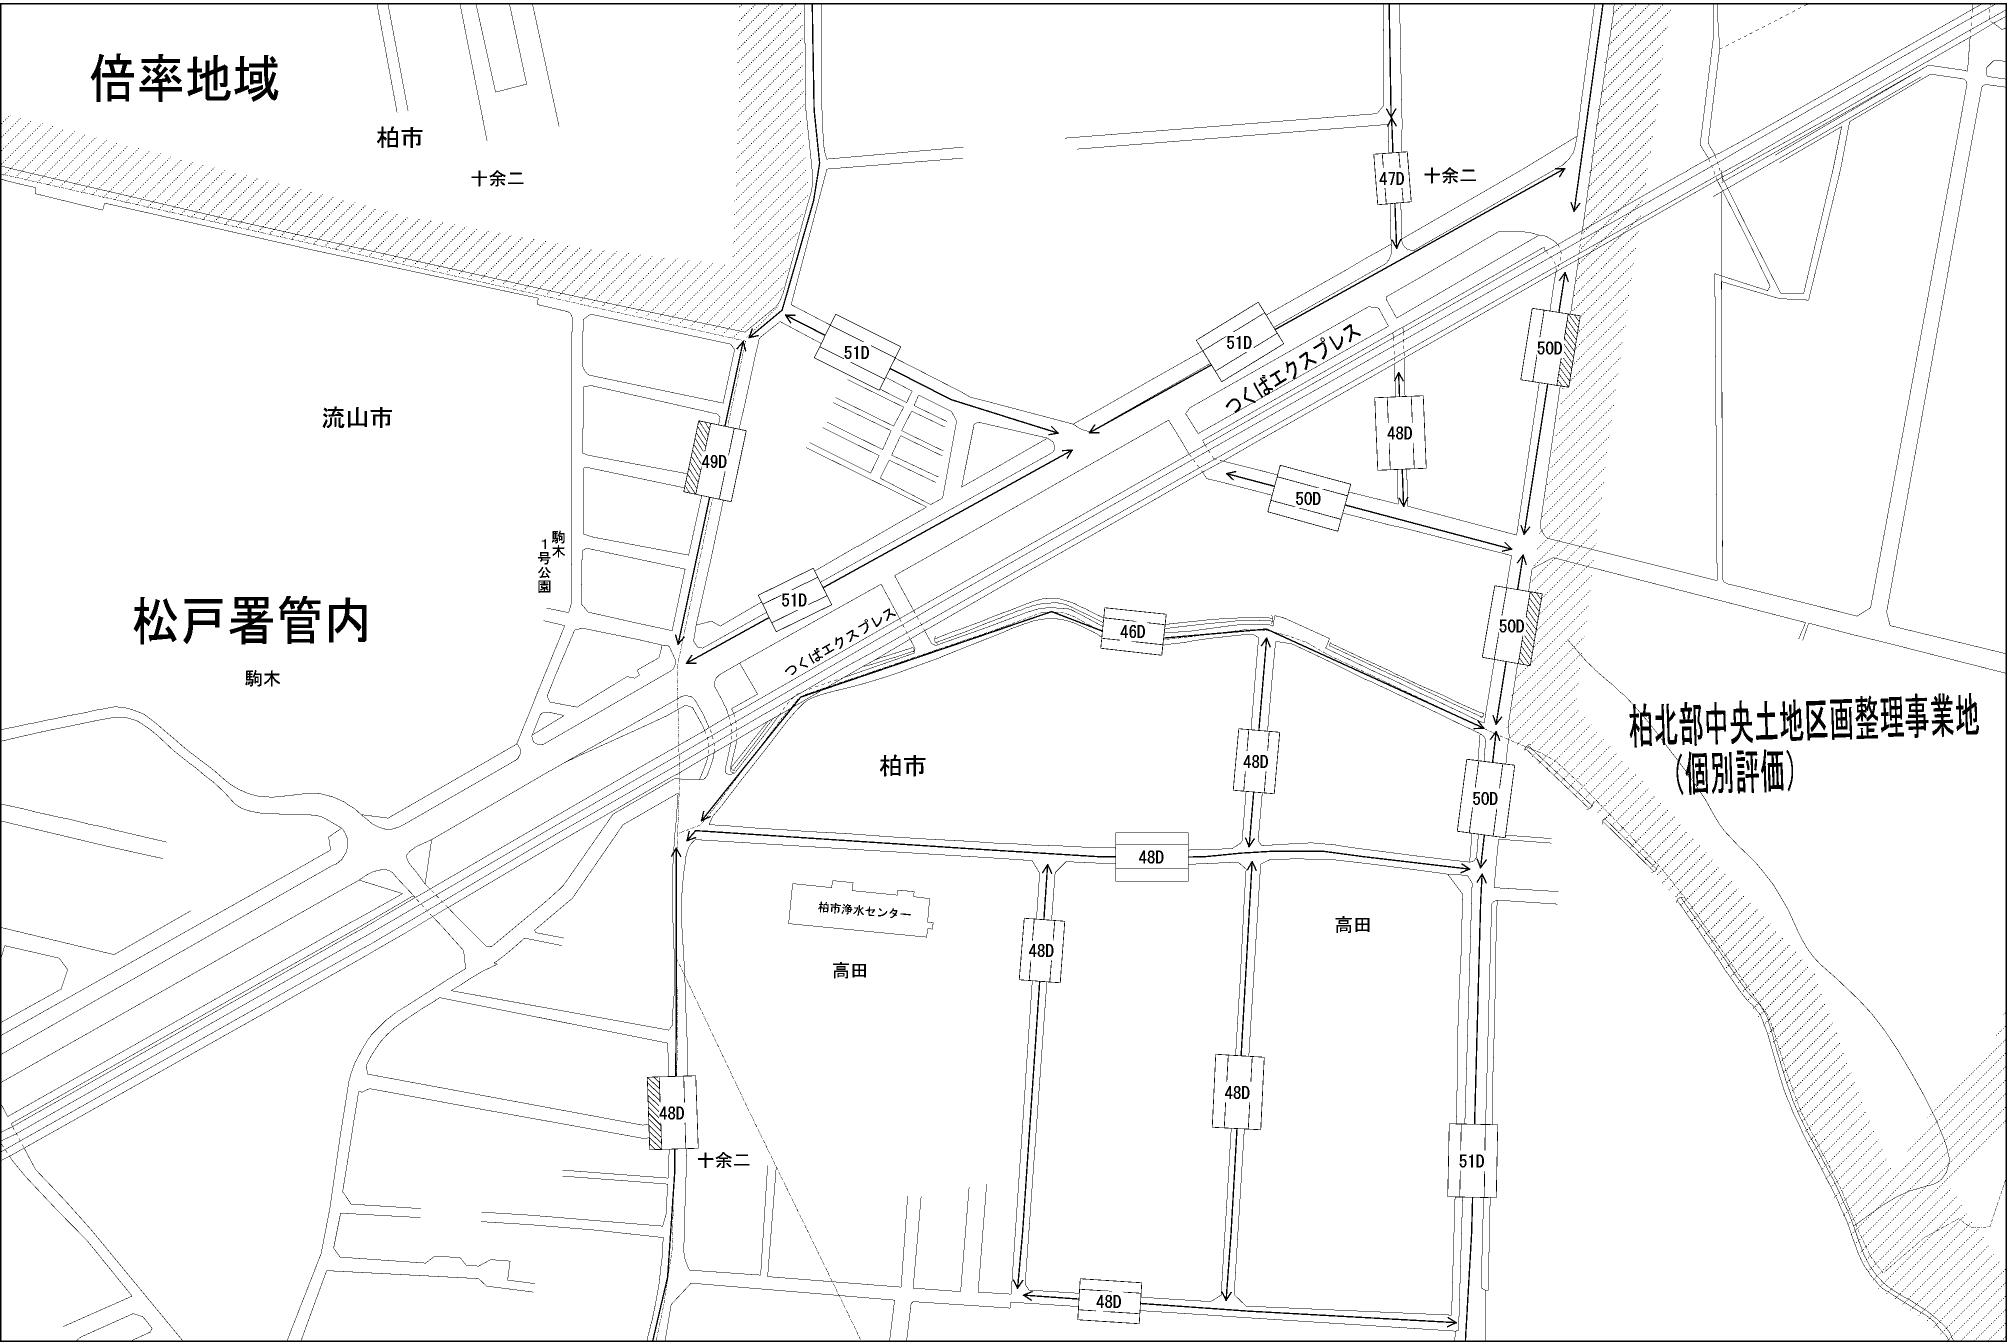 倍率地域
柏市
十余二
47D
十余二
51D
51D
つくばエクスプレス
50D
流山市
48D
49D
50D
駒木
1号公園
51D
つくばエクスプレス
46D
50D
松戸署管内
駒木
柏北部中央土地区画整理事業地
（個別評価）
柏市
48D
50D
48D
柏市浄水センター
高田
48D
高田
48D
48D
十余二
51D
48D